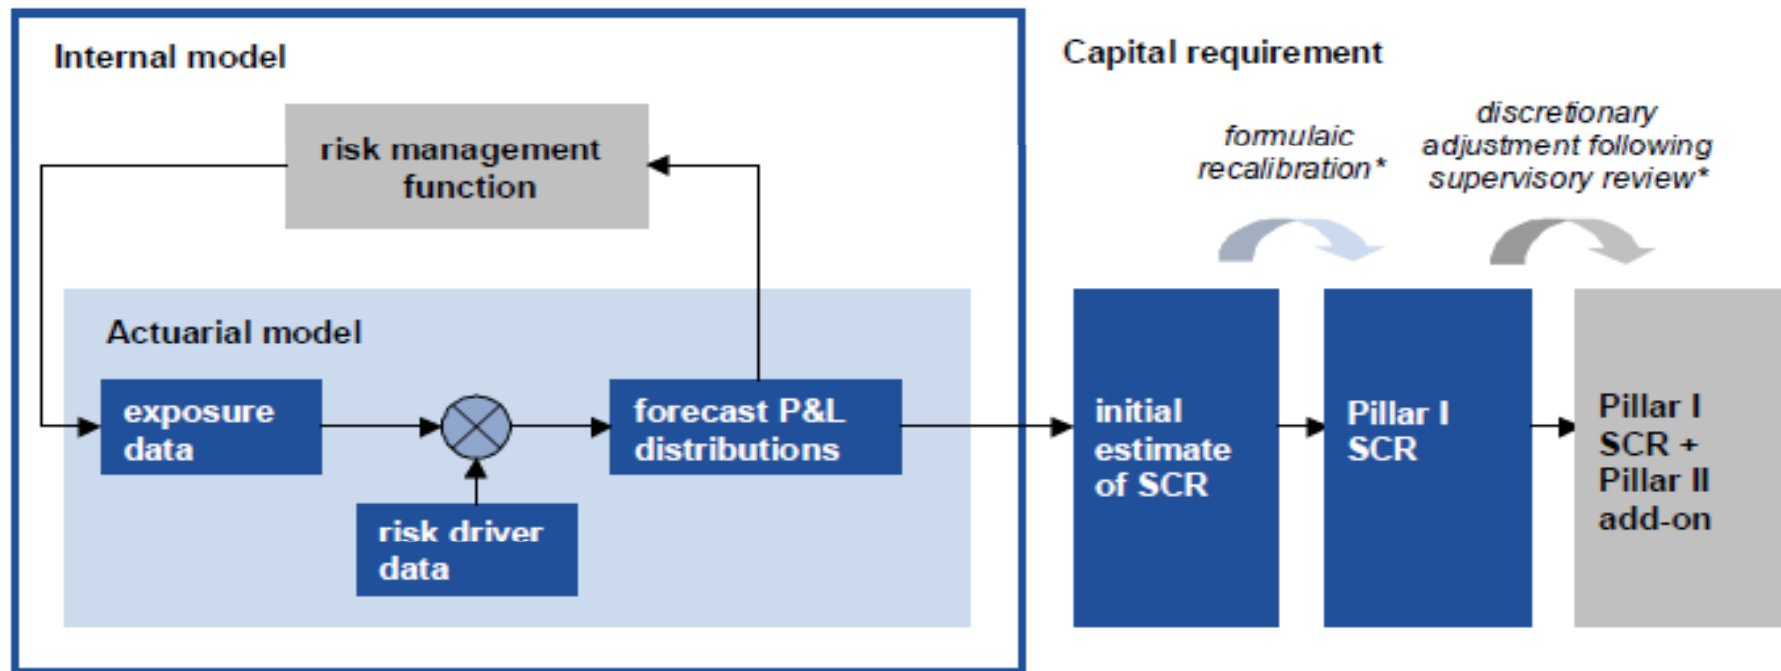 Internal model
risk management
function
Actuarial model
exposure
data
forecast P&L
distributions
risk driver
data
Capital requirement
formulaic
recalibration*
discretionary
adjustment following
supervisory review*
initial
estimate
of SCR
Pillar I
SCR
Pillar I
SCR +
Pillar II
add-on